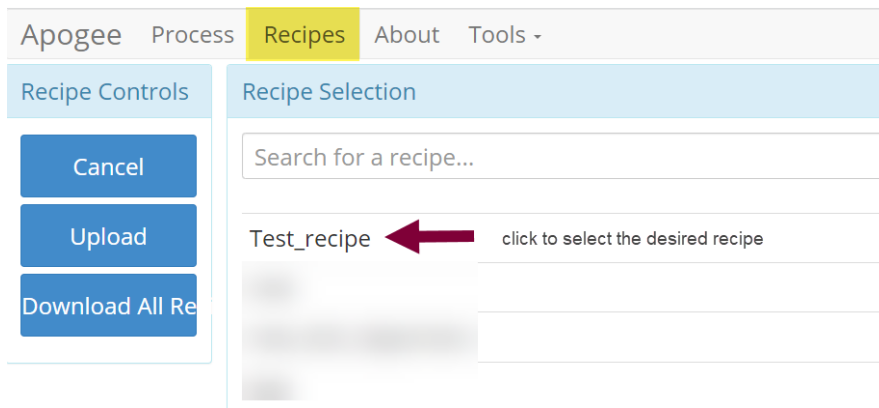 Apogee Process Recipes About Tools
Recipe Controls
Recipe Selection
Cancel
Upload
Download All Re
Search for a recipe...
Test_recipe
click to select the desired recipe